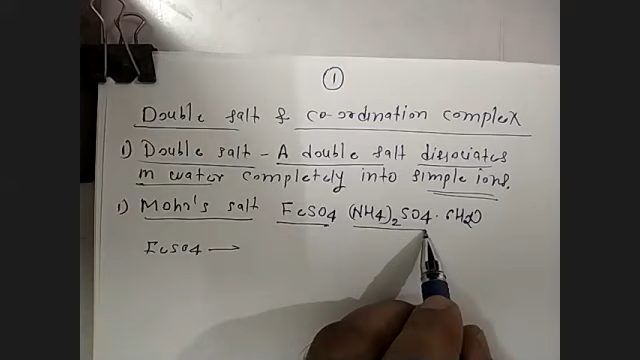 1
Double salt & co-ordination complex
1) Double salt - A double salt dissociates
in water completely into simple ions.
1) Mohr's salt FeSO4 (NH4)2SO4. 6H2O
FeSO4 →